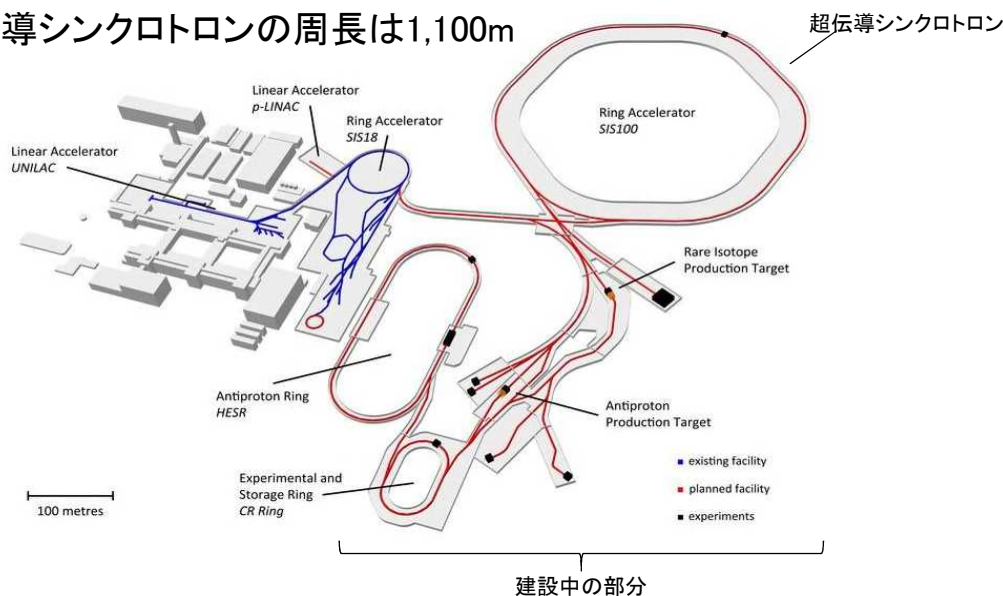 導シンクロトロンの周長は1,100m
超伝導シンクロトロン
Linear Accelerator
p-LINAC
Ring Accelerator
SIS18
Ring Accelerator
SIS100
Linear Accelerator
UNILAC
Rare Isotope
Production Target
Antiproton Ring
HESR
Antiproton
Production Target
Experimental and
Storage Ring
CR Ring
100 metres
existing facility
planned facility
experiments
建設中の部分